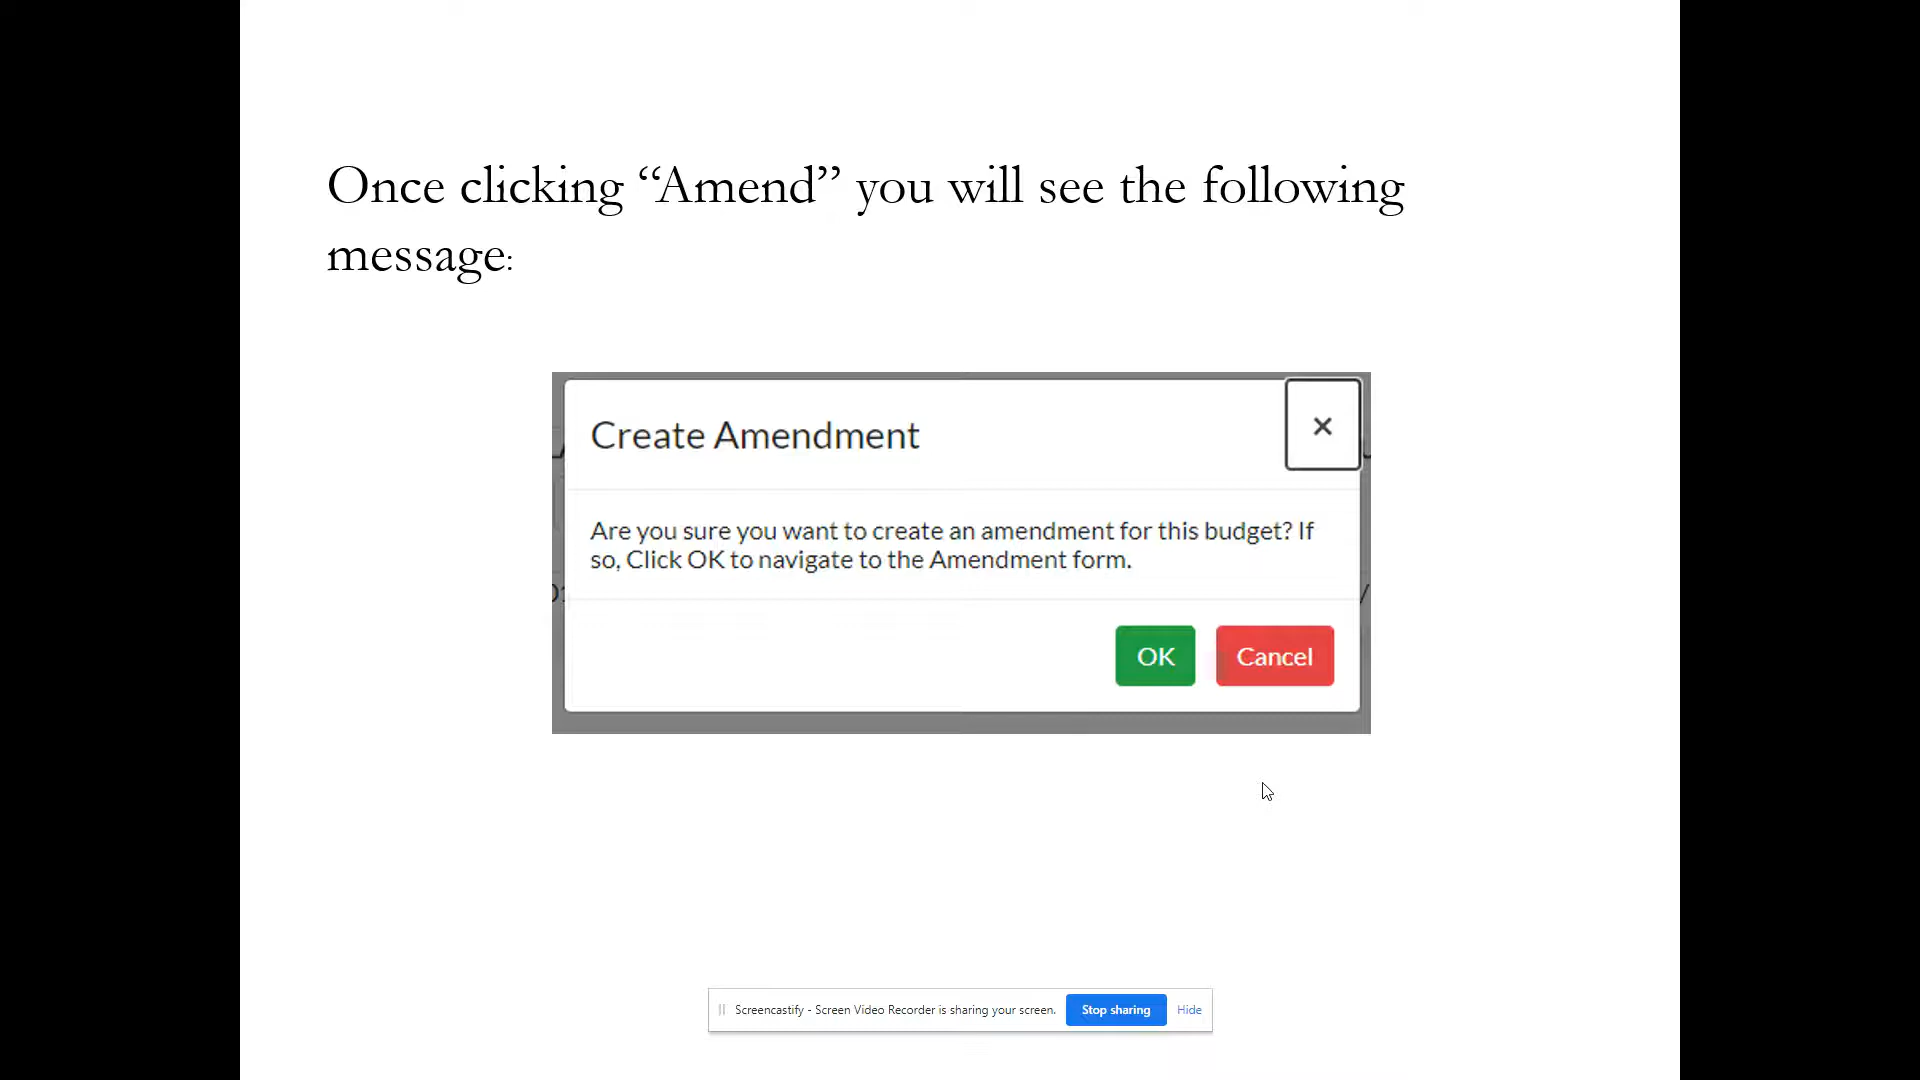 Once clicking “Amend” you will see the following
message:
Create Amendment
×
Are you sure you want to create an amendment for this budget? If
so, Click OK to navigate to the Amendment form.
OK Cancel
Screencastify - Screen Video Recorder is sharing your screen. Stop sharing Hide